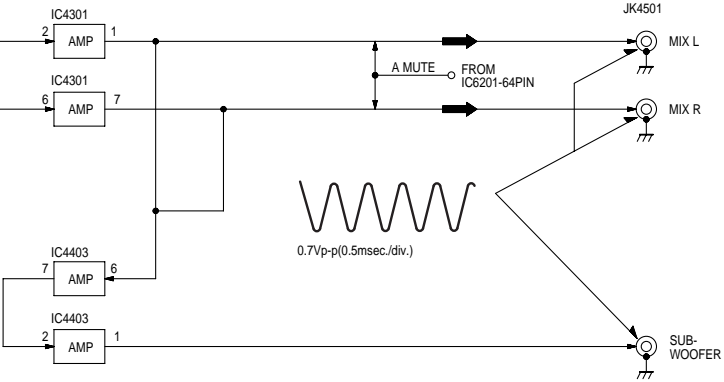 JK4501
IC4301
2 AMP 1
MIX L
A MUTE
FROM
IC6201-64PIN
IC4301
6 AMP 7
MIX R
0.7Vp-p(0.5msec./div.)
IC4403
7 AMP 6
IC4403
2 AMP 1
SUB-
WOOFER